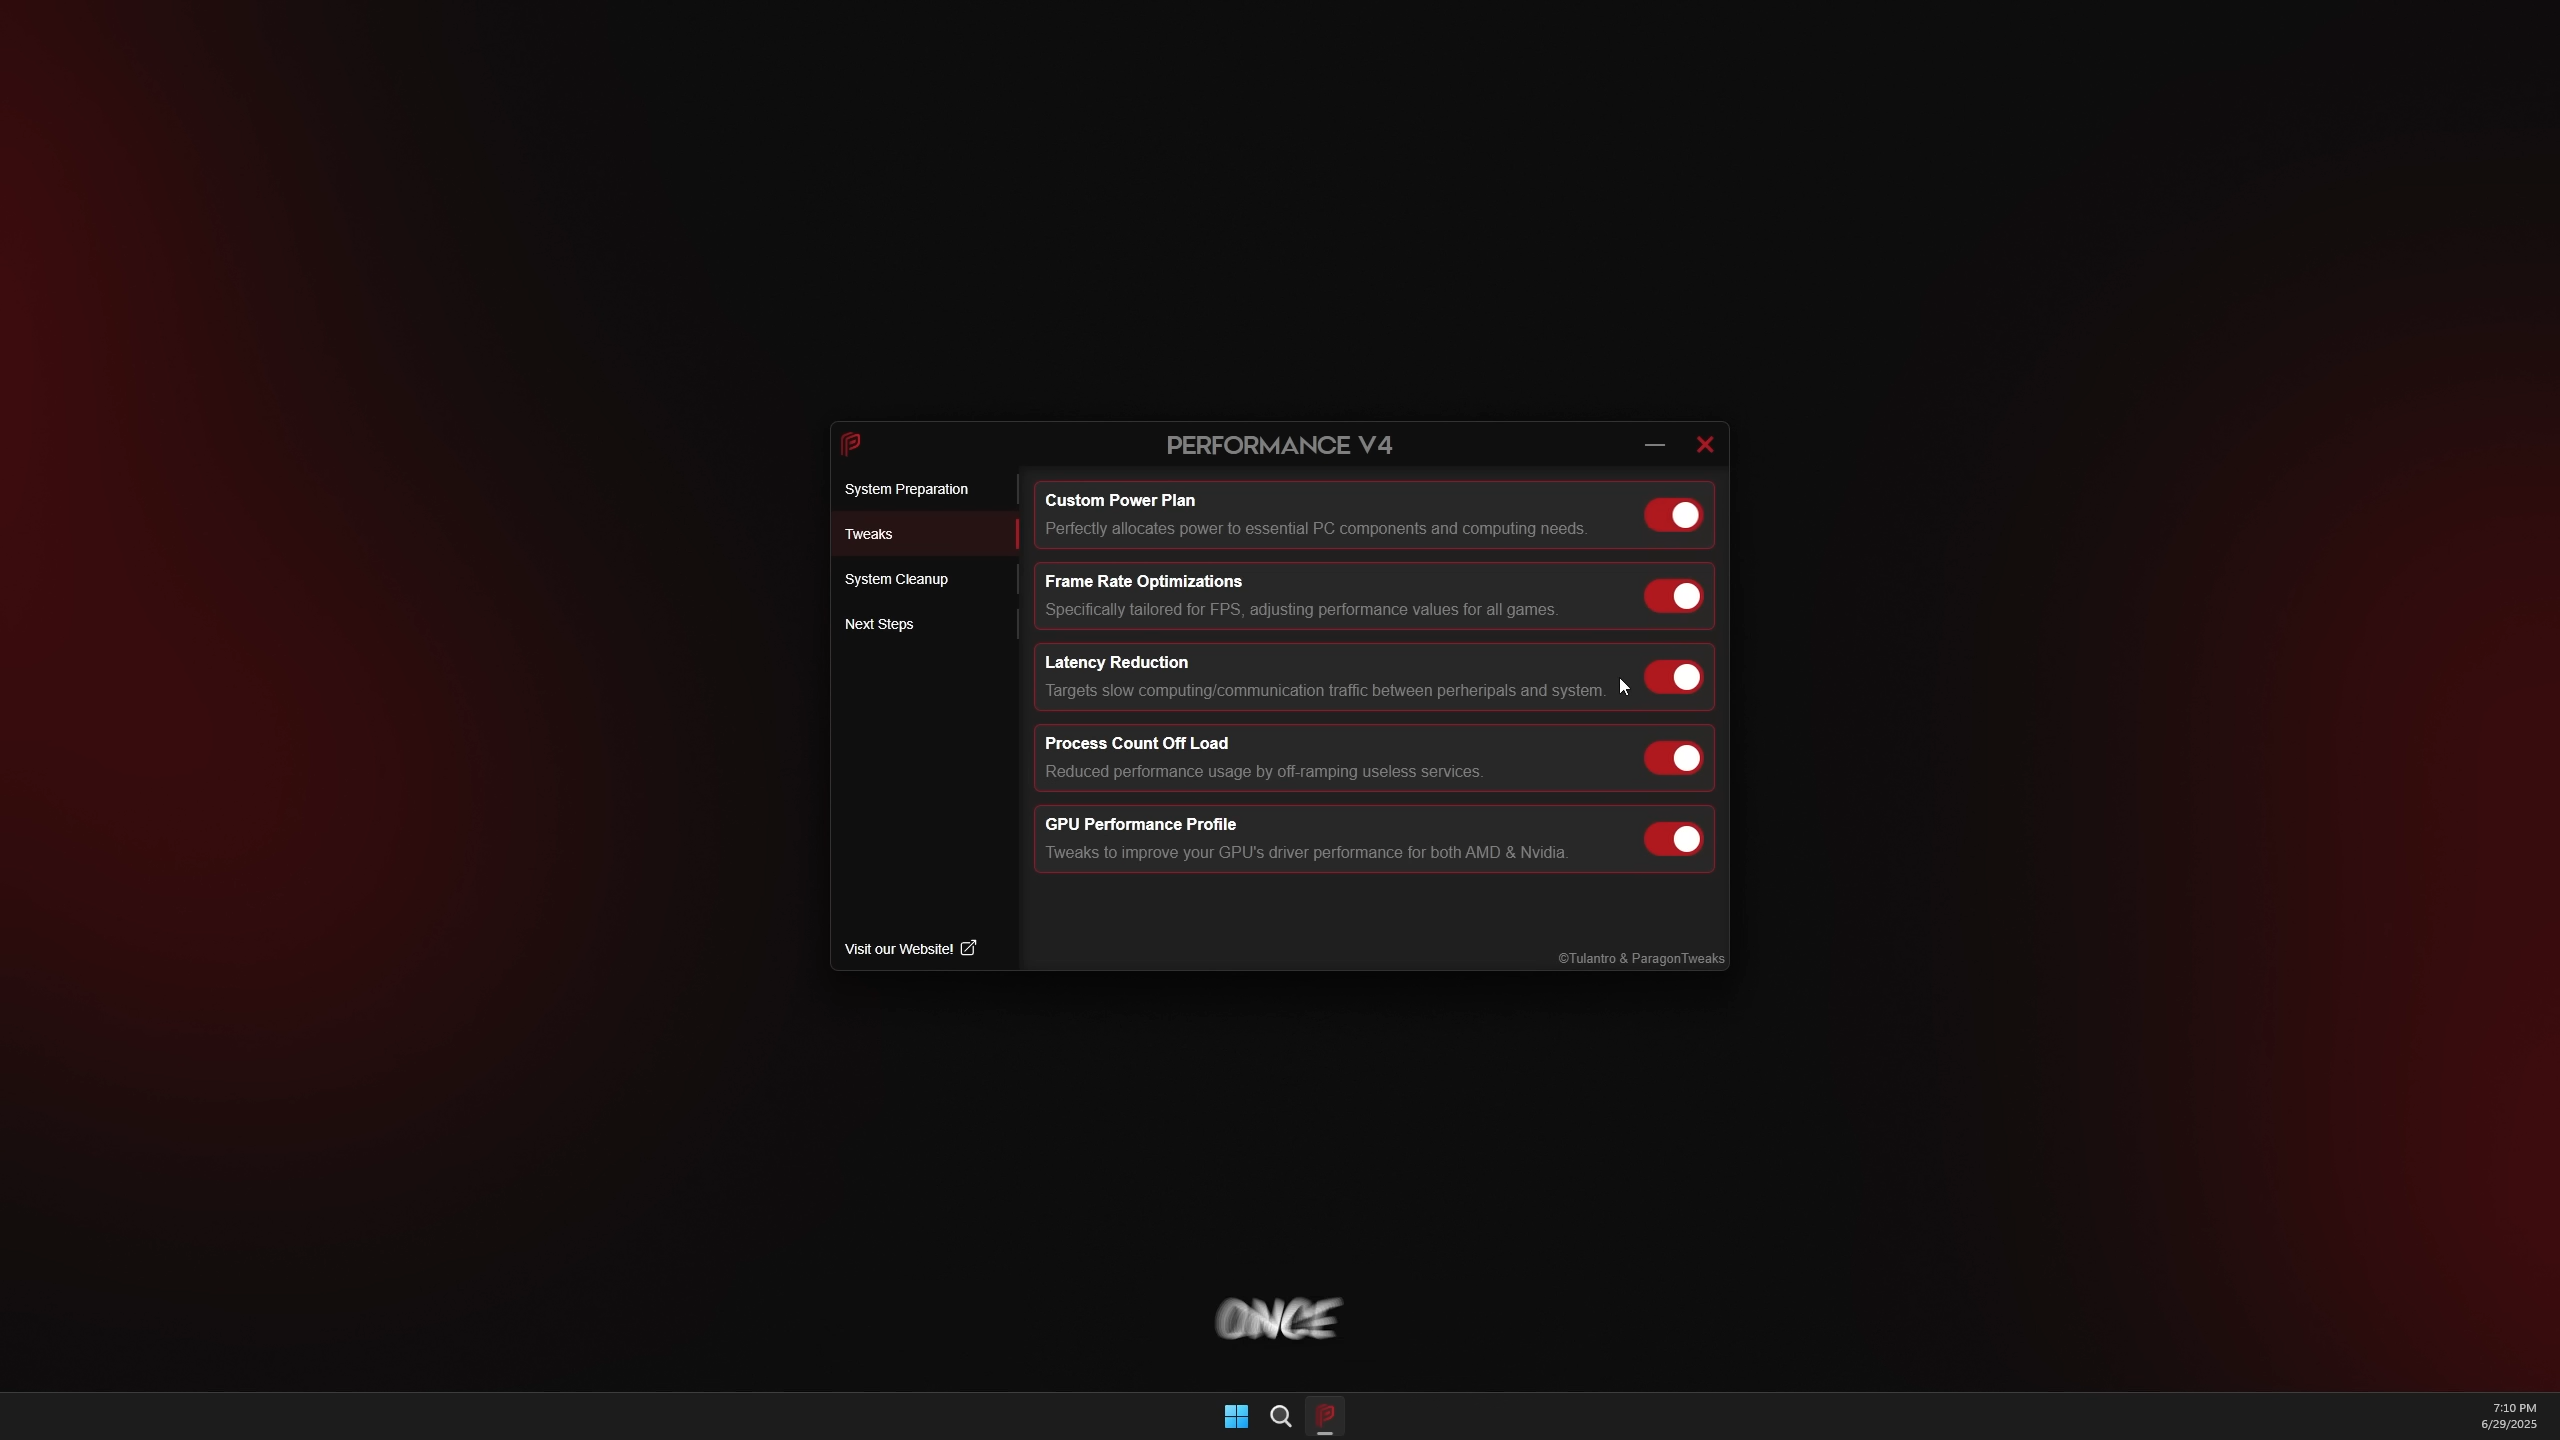 PERFORMANCE V4
System Preparation
Tweaks
System Cleanup
Next Steps
Visit our Website!
Custom Power Plan
Perfectly allocates power to essential PC components and computing needs.
Frame Rate Optimizations
Specifically tailored for FPS, adjusting performance values for all games.
Latency Reduction
Targets slow computing/communication traffic between perheripals and system.
Process Count Off Load
Reduced performance usage by off-ramping useless services.
GPU Performance Profile
Tweaks to improve your GPU's driver performance for both AMD & Nvidia.
©Tulantro & ParagonTweaks
ONCE
7:10 PM
6/29/2025